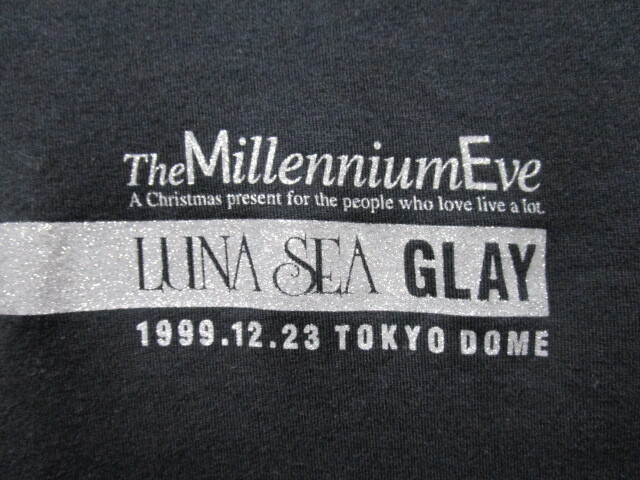 The Millennium Eve
A Christmas present for the people who love live a lot.
LUNA SEA GLAY
1999.12.23 TOKYO DOME